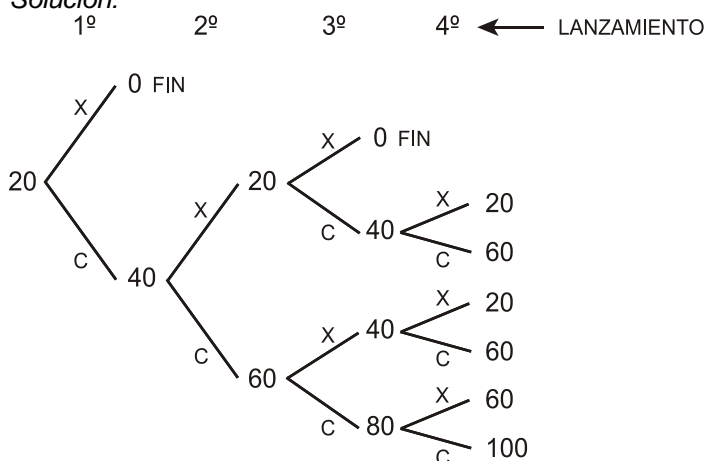 Solución:
1º 2º 3º 4º LANZAMIENTO
0 FIN
X
X 0 FIN
20 20
X X 20
C 40
C 60
C 40 X 20
X 40
C 60
C 60
X 60
C 80
C 100